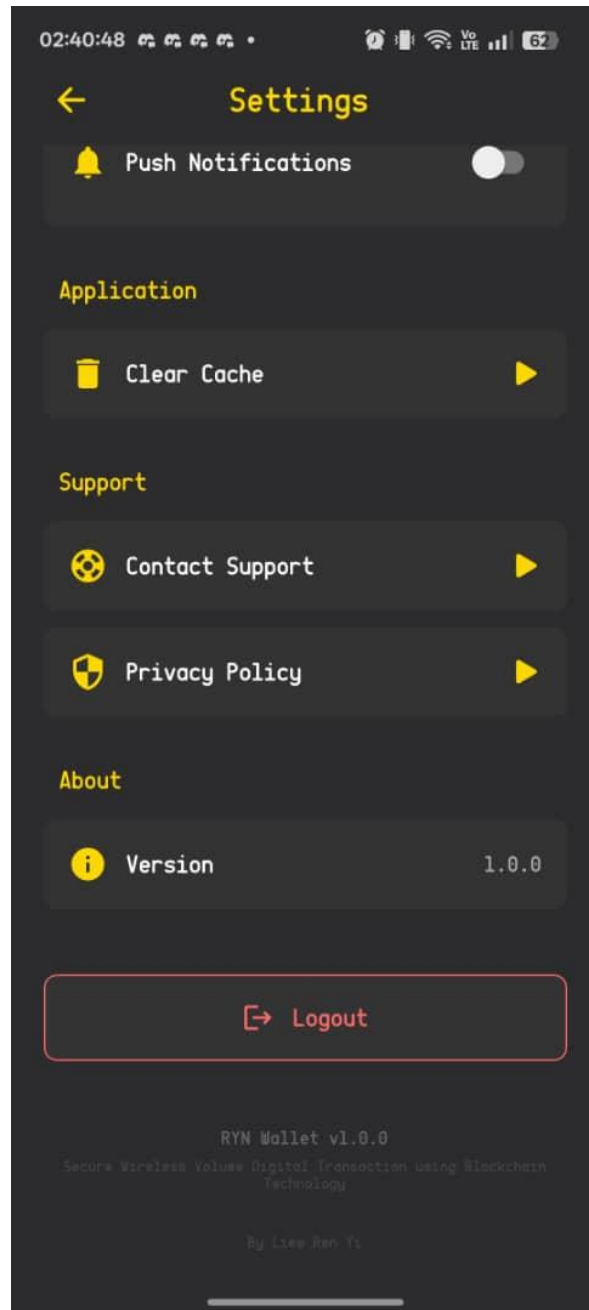 02:40:48
Vo
LTE
62
Settings
Push Notifications
Application
Clear Cache
Support
Contact Support
Privacy Policy
About
Version
1.0.0
Logout
RYN Wallet v1.0.0
Secure Wireless Volume Digital Transaction using Blockchain
Technology
By Liew Ren Yi